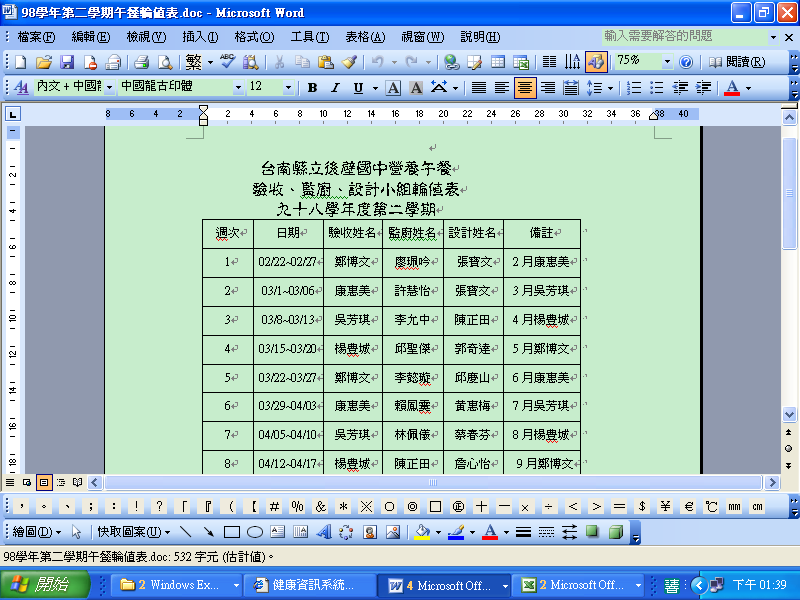 98學年第二學期午餐輪值表.doc - Microsoft Word
檔案(F) 編輯(E) 檢視(V) 插入(I) 格式(O) 工具(T) 表格(A) 視窗(W) 說明(H) 輸入需要解答的問題
繁 75% 閱讀(R)
內文 + 中國龍 中國龍古印體 12 B I U A A
8 6 4 2 2 4 6 8 10 12 14 16 18 20 22 24 26 28 30 32 34 36 38 40
台南縣立後壁國中營養午餐
驗收、監廚、設計小組輪值表
九十八學年度第二學期
週次 日期 驗收姓名 監廚姓名 設計姓名 備註
1 02/22~02/27 鄭博文 廖珮吟 張寶文 2 月康惠美
2 03/1~03/06 康惠美 許慧怡 張寶文 3 月吳芳琪
3 03/8~03/13 吳芳琪 李允中 陳正田 4 月楊豊城
4 03/15~03/20 楊豊城 邱聖傑 郭奇達 5 月鄭博文
5 03/22~03/27 鄭博文 李懿璇 邱慶山 6 月康惠美
6 03/29~04/03 康惠美 賴鳳霙 黃惠梅 7 月吳芳琪
7 04/05~04/10 吳芳琪 林佩儀 蔡春芬 8 月楊豊城
8 04/12~04/17 楊豊城 陳正田 詹心怡 9 月鄭博文
， 。 、 ； ： ！ ？ 「 『 （ 【 # % & * ※ ○ ◎ □ ㊣ + － × ÷ < > = $ ¥ € ℃ mm cm
繪圖(D) 快取圖案(U)
98學年第二學期午餐輪值表.doc: 532 字元 (估計值)。
開始 2 Windows Ex... 健康資訊系統... 4 Microsoft Off... 2 Microsoft Off... 下午 01:39